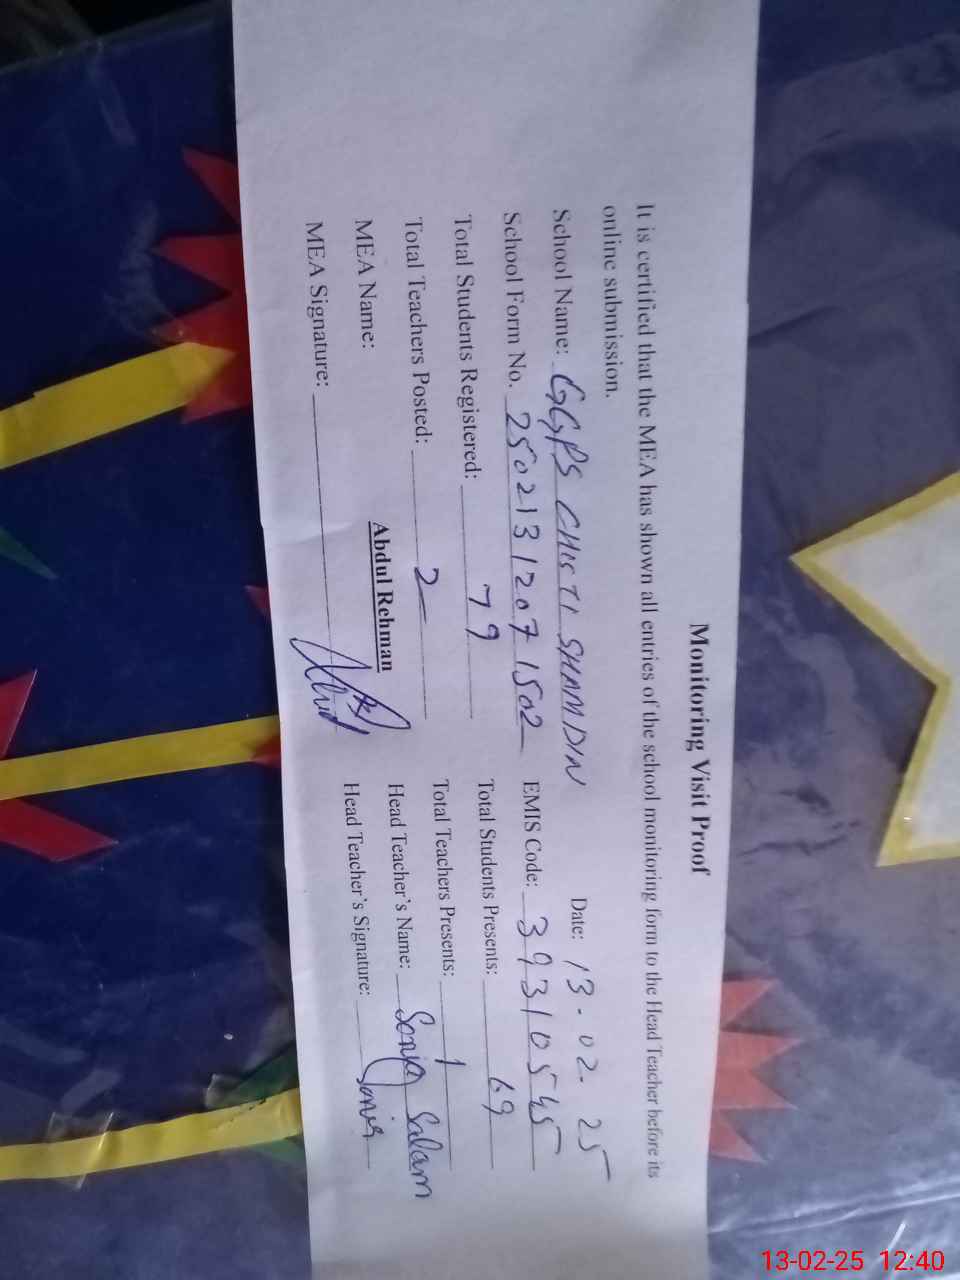 Monitoring Visit Proof
It is certified that the MEA has shown all entries of the school monitoring form to the Head Teacher before its
online submission.
School Name: GGPS CHISTI SHAMDIN Date: 13-02-25
School Form No. 25021312071502 EMIS Code: 39310545
Total Students Registered: 79 Total Students Presents: 69
Total Teachers Posted: 2 Total Teachers Presents: 1
MEA Name: Abdul Rehman Head Teacher's Name: Sonia Salam
MEA Signature: Head Teacher's Signature: Sonia
13-02-25 12:40